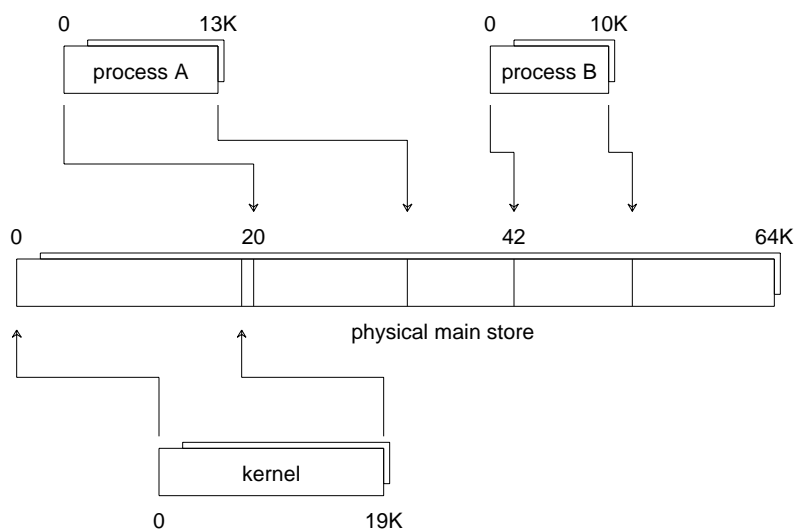 0 13K 0 10K
process A process B
0 20 42 64K
physical main store
kernel
0 19K